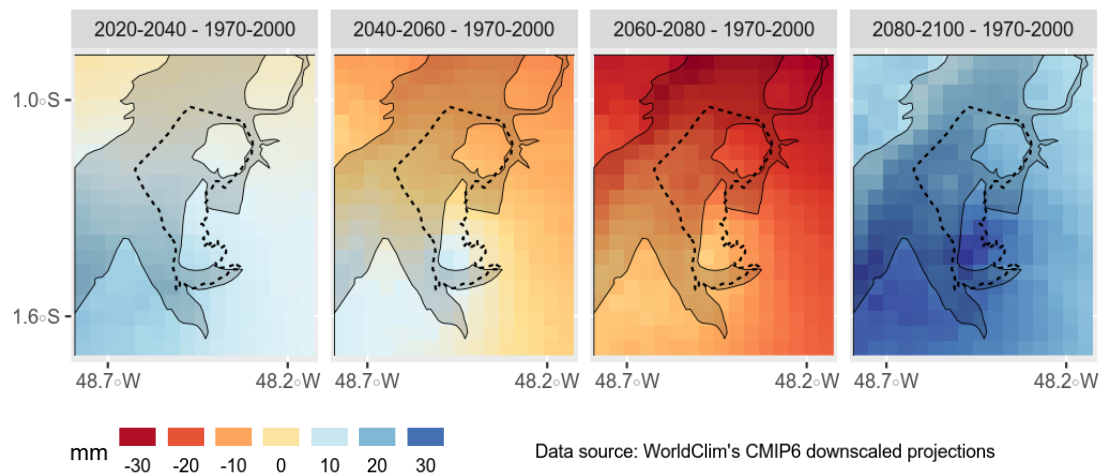 2020-2040 - 1970-2000
2040-2060 - 1970-2000
2060-2080 - 1970-2000
2080-2100 - 1970-2000
1.0○S
1.6○S
48.7○W 48.2○W
48.7○W 48.2○W
48.7○W 48.2○W
48.7○W 48.2○W
mm
-30 -20 -10 0 10 20 30
Data source: WorldClim's CMIP6 downscaled projections